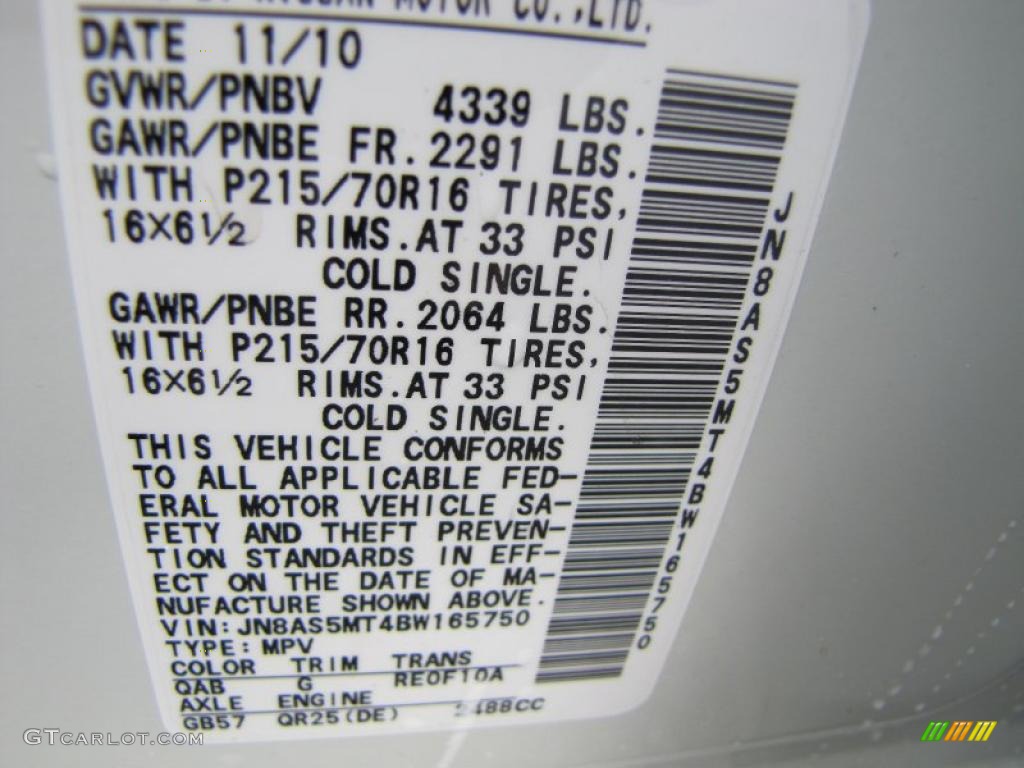 MOTOR CO.,LTD.
DATE 11/10
GVWR/PNBV 4339 LBS.
GAWR/PNBE FR. 2291 LBS.
WITH P215/70R16 TIRES,
16X6½ RIMS. AT 33 PSI
COLD SINGLE.
GAWR/PNBE RR. 2064 LBS.
WITH P215/70R16 TIRES,
16X6½ RIMS. AT 33 PSI
COLD SINGLE.
THIS VEHICLE CONFORMS
TO ALL APPLICABLE FED-
ERAL MOTOR VEHICLE SA-
FETY AND THEFT PREVEN-
TION STANDARDS IN EFF-
ECT ON THE DATE OF MA-
NUFACTURE SHOWN ABOVE.
VIN: JN8AS5MT4BW165750
TYPE: MPV
COLOR TRIM TRANS
QAB G RE0F10A
AXLE ENGINE
GB57 QR25(DE) 2488CC
JN8AS5MT4BW165750
GTCARLOT.COM